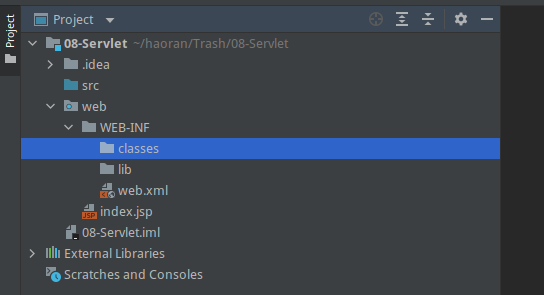 Project
Project
08-Servlet ~/haoran/Trash/08-Servlet
.idea
src
web
WEB-INF
classes
lib
web.xml
JSP index.jsp
08-Servlet.iml
External Libraries
Scratches and Consoles